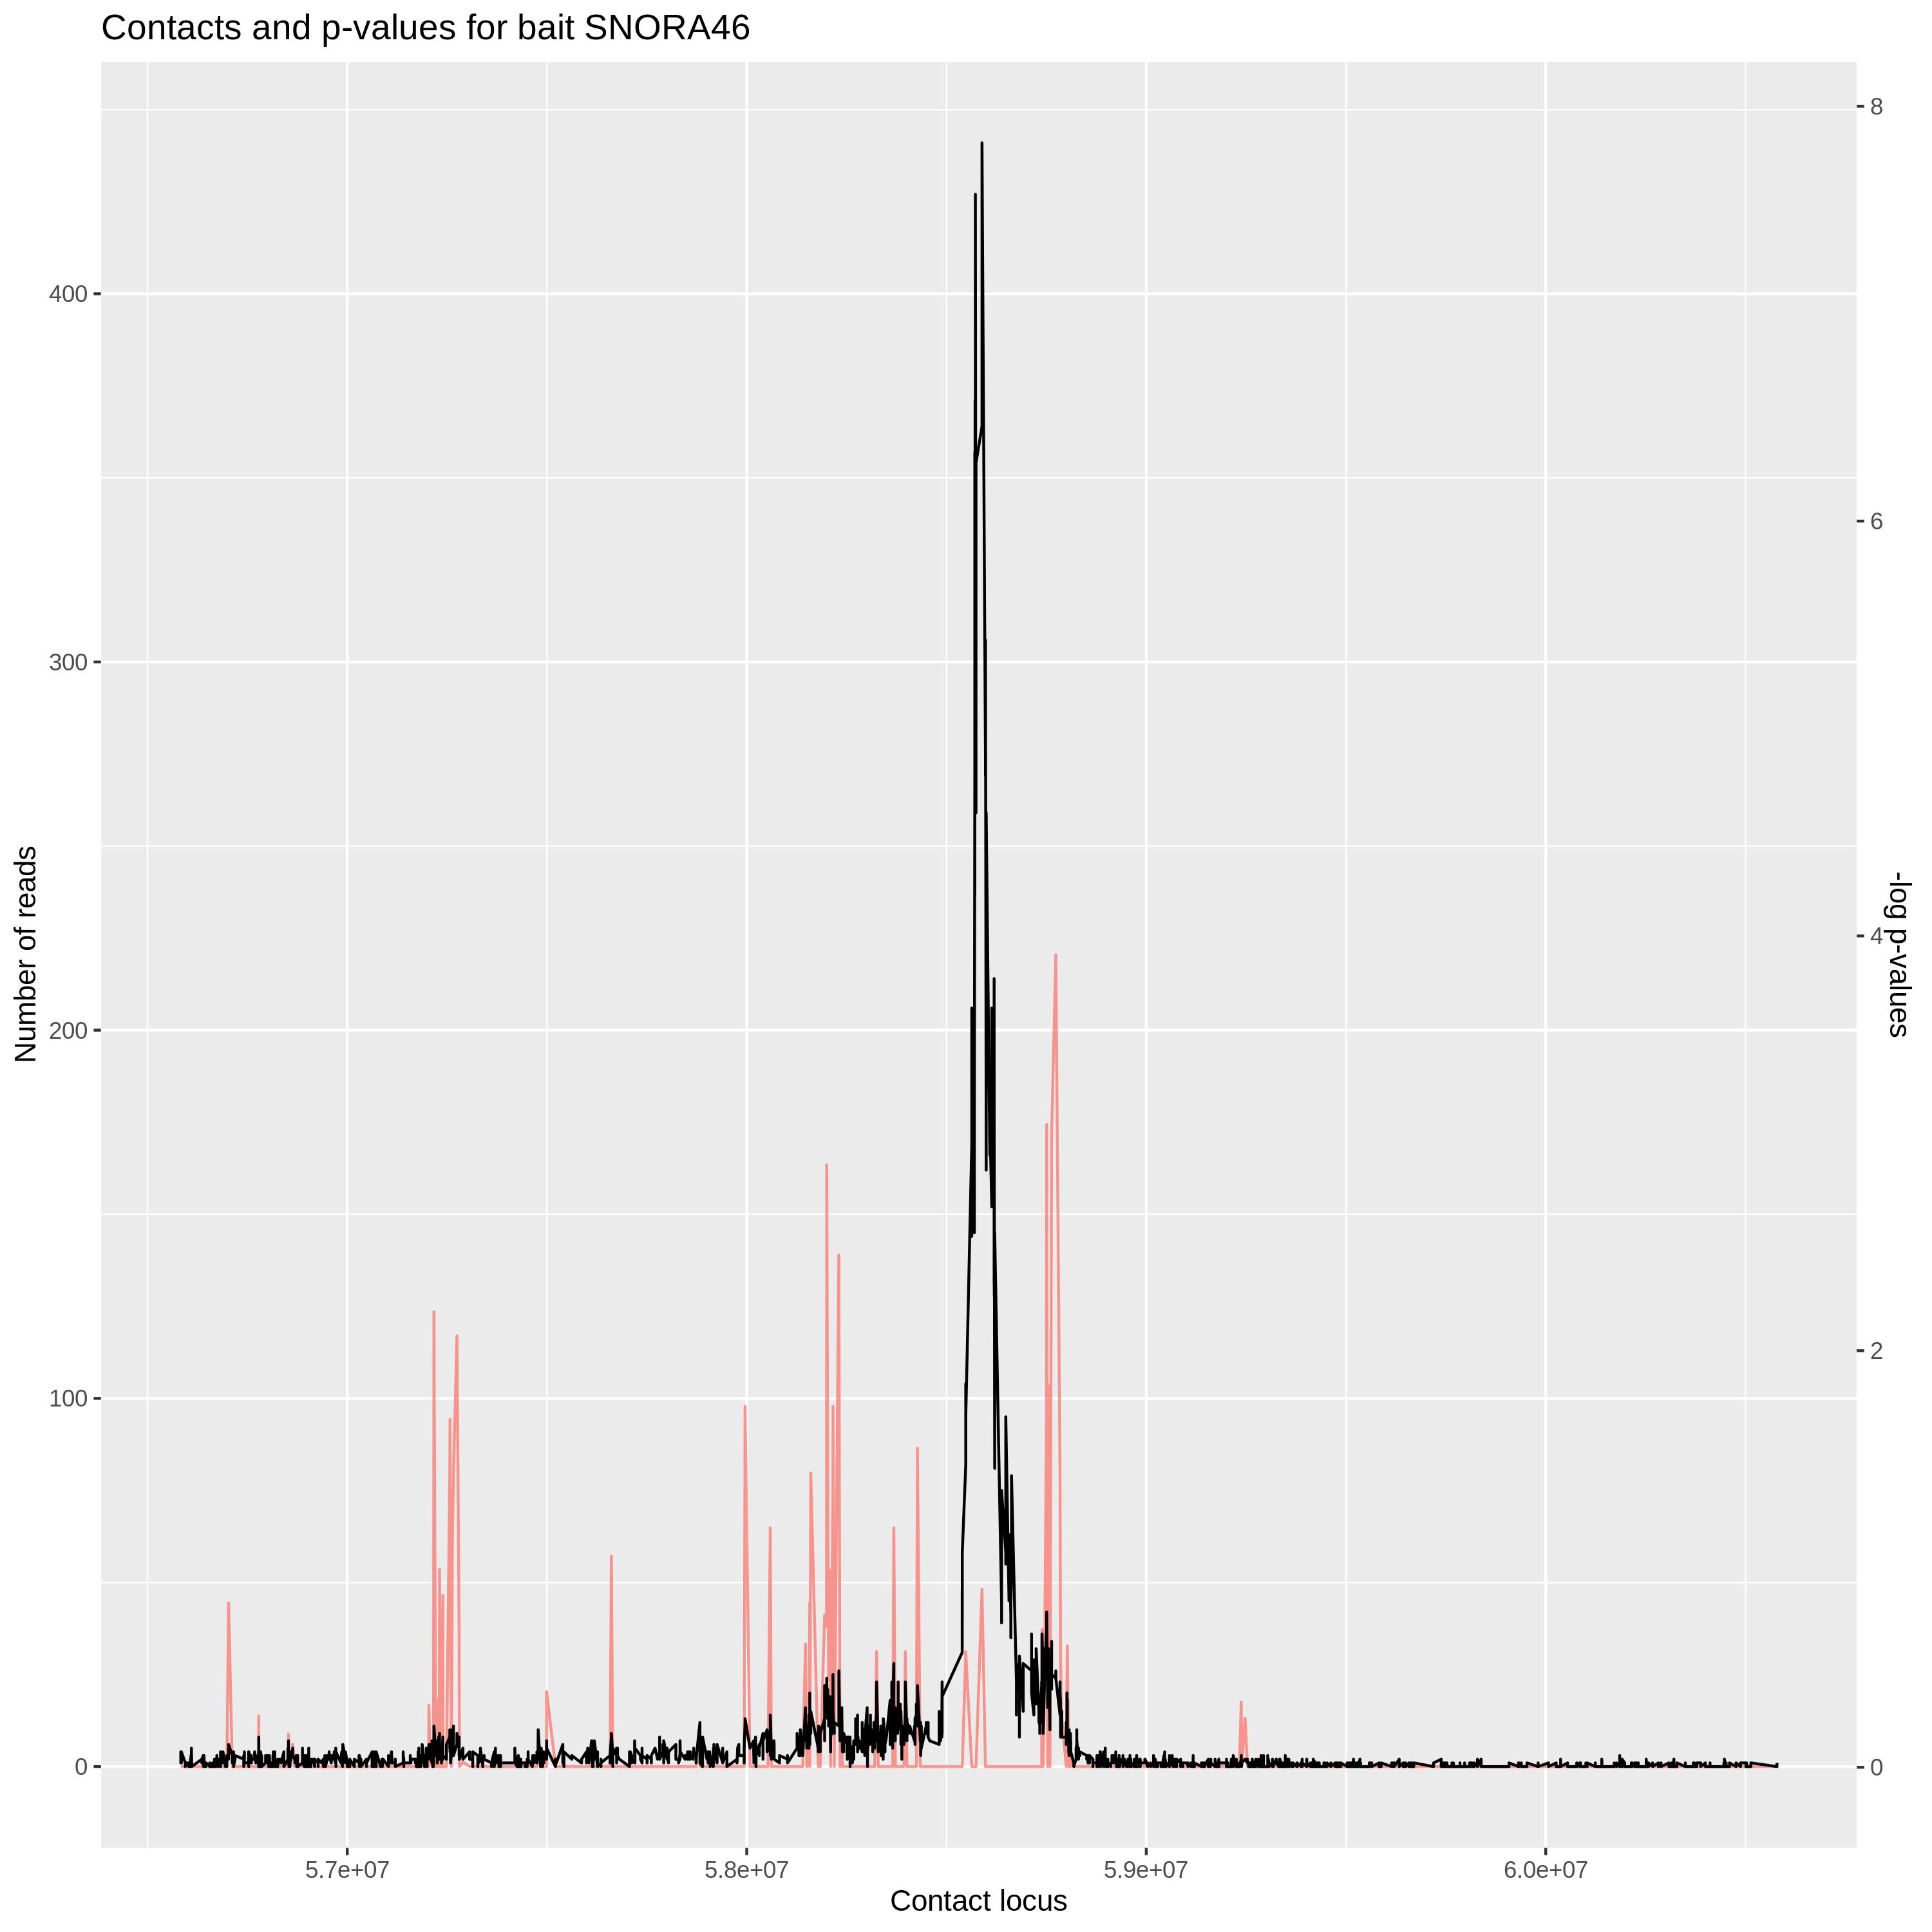 Contacts and p-values for bait SNORA46
8
400
6
300
Number of reads
-log p-values
4
200
2
100
0
0
5.7e+07
5.8e+07
5.9e+07
6.0e+07
Contact locus